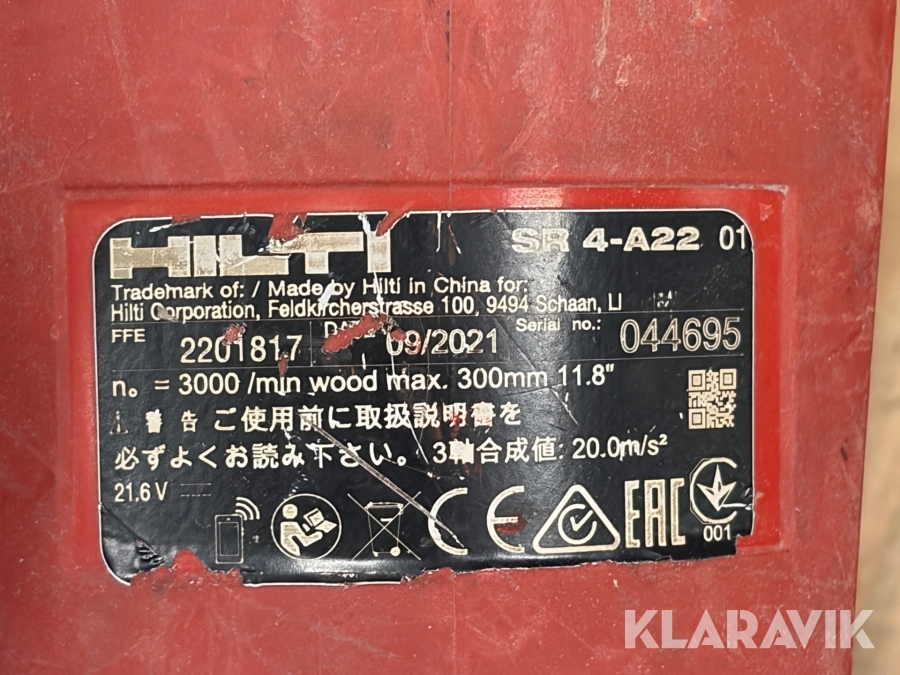 HILTI SR 4-A22 01
Trademark of: / Made by Hilti in China for:
Hilti Corporation, Feldkircherstrasse 100, 9494 Schaan, LI
FFE 2201817 09/2021 Serial no.: 044695
n₀ = 3000 /min wood max. 300mm 11.8"
警告 ご使用前に取扱説明書を
必ずよくお読み下さい。 3軸合成値: 20.0m/s²
21.6 V
CE EAC 001
KLARAVIK